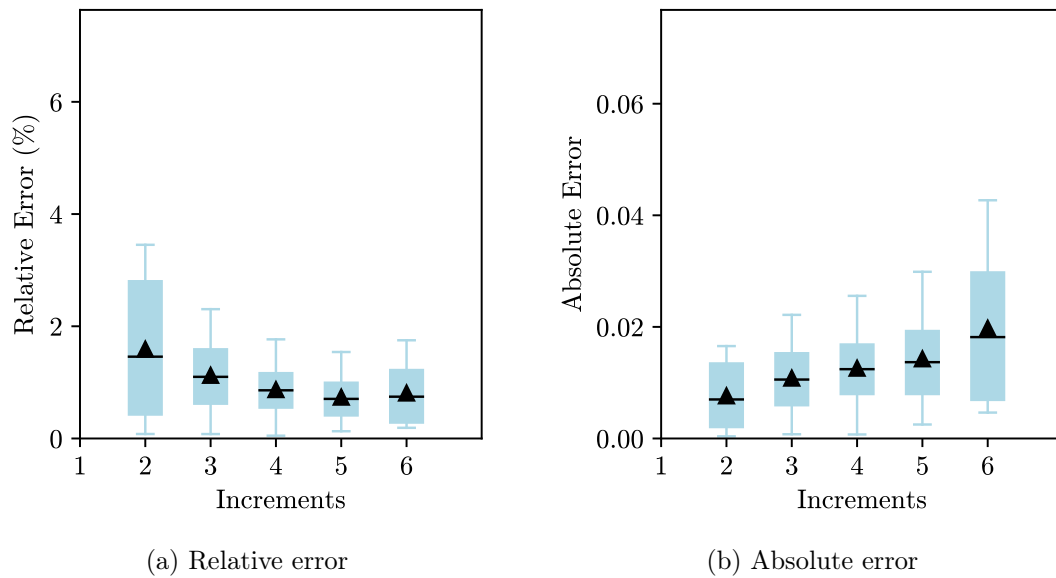 Relative Error (%)
6
4
2
0
1 2 3 4 5 6
Increments
(a) Relative error
Absolute Error
0.06
0.04
0.02
0.00
1 2 3 4 5 6
Increments
(b) Absolute error